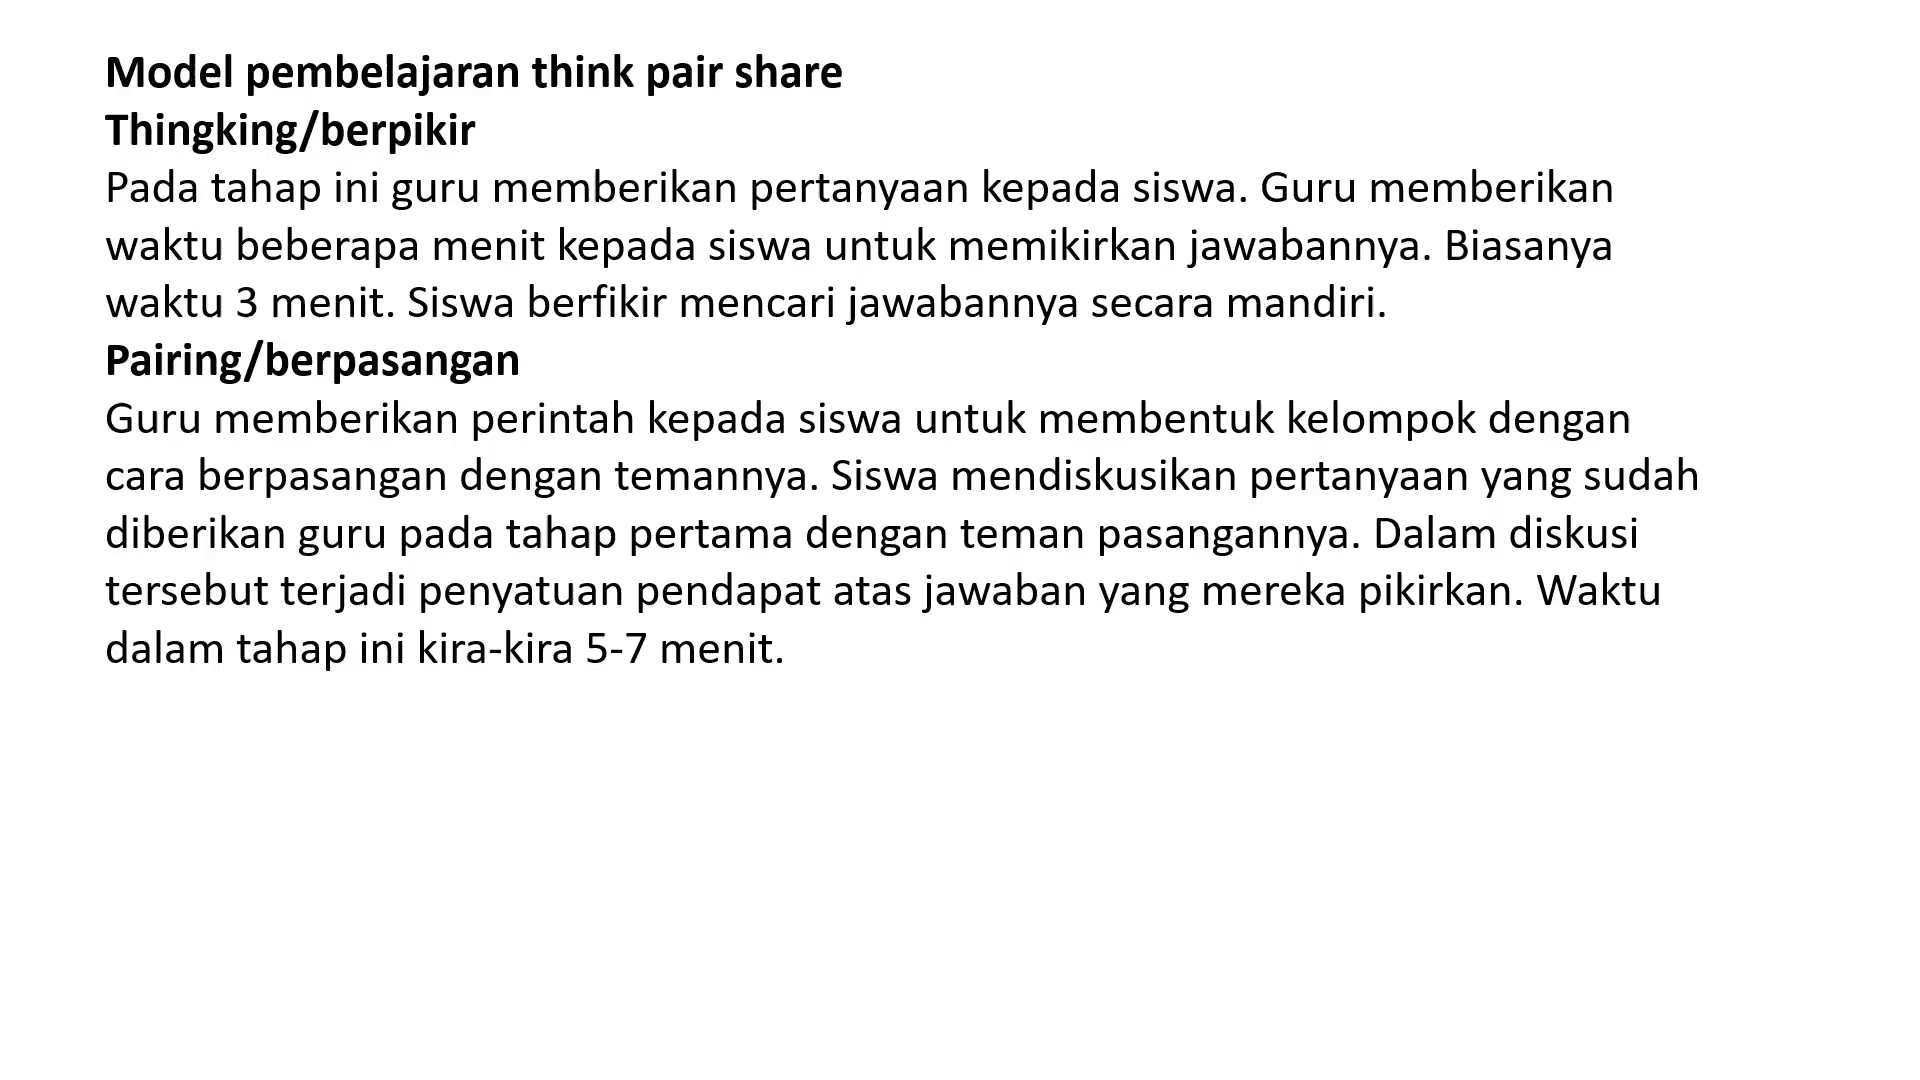 Model pembelajaran think pair share
Thingking/berpikir
Pada tahap ini guru memberikan pertanyaan kepada siswa. Guru memberikan
waktu beberapa menit kepada siswa untuk memikirkan jawabannya. Biasanya
waktu 3 menit. Siswa berfikir mencari jawabannya secara mandiri.
Pairing/berpasangan
Guru memberikan perintah kepada siswa untuk membentuk kelompok dengan
cara berpasangan dengan temannya. Siswa mendiskusikan pertanyaan yang sudah
diberikan guru pada tahap pertama dengan teman pasangannya. Dalam diskusi
tersebut terjadi penyatuan pendapat atas jawaban yang mereka pikirkan. Waktu
dalam tahap ini kira-kira 5-7 menit.